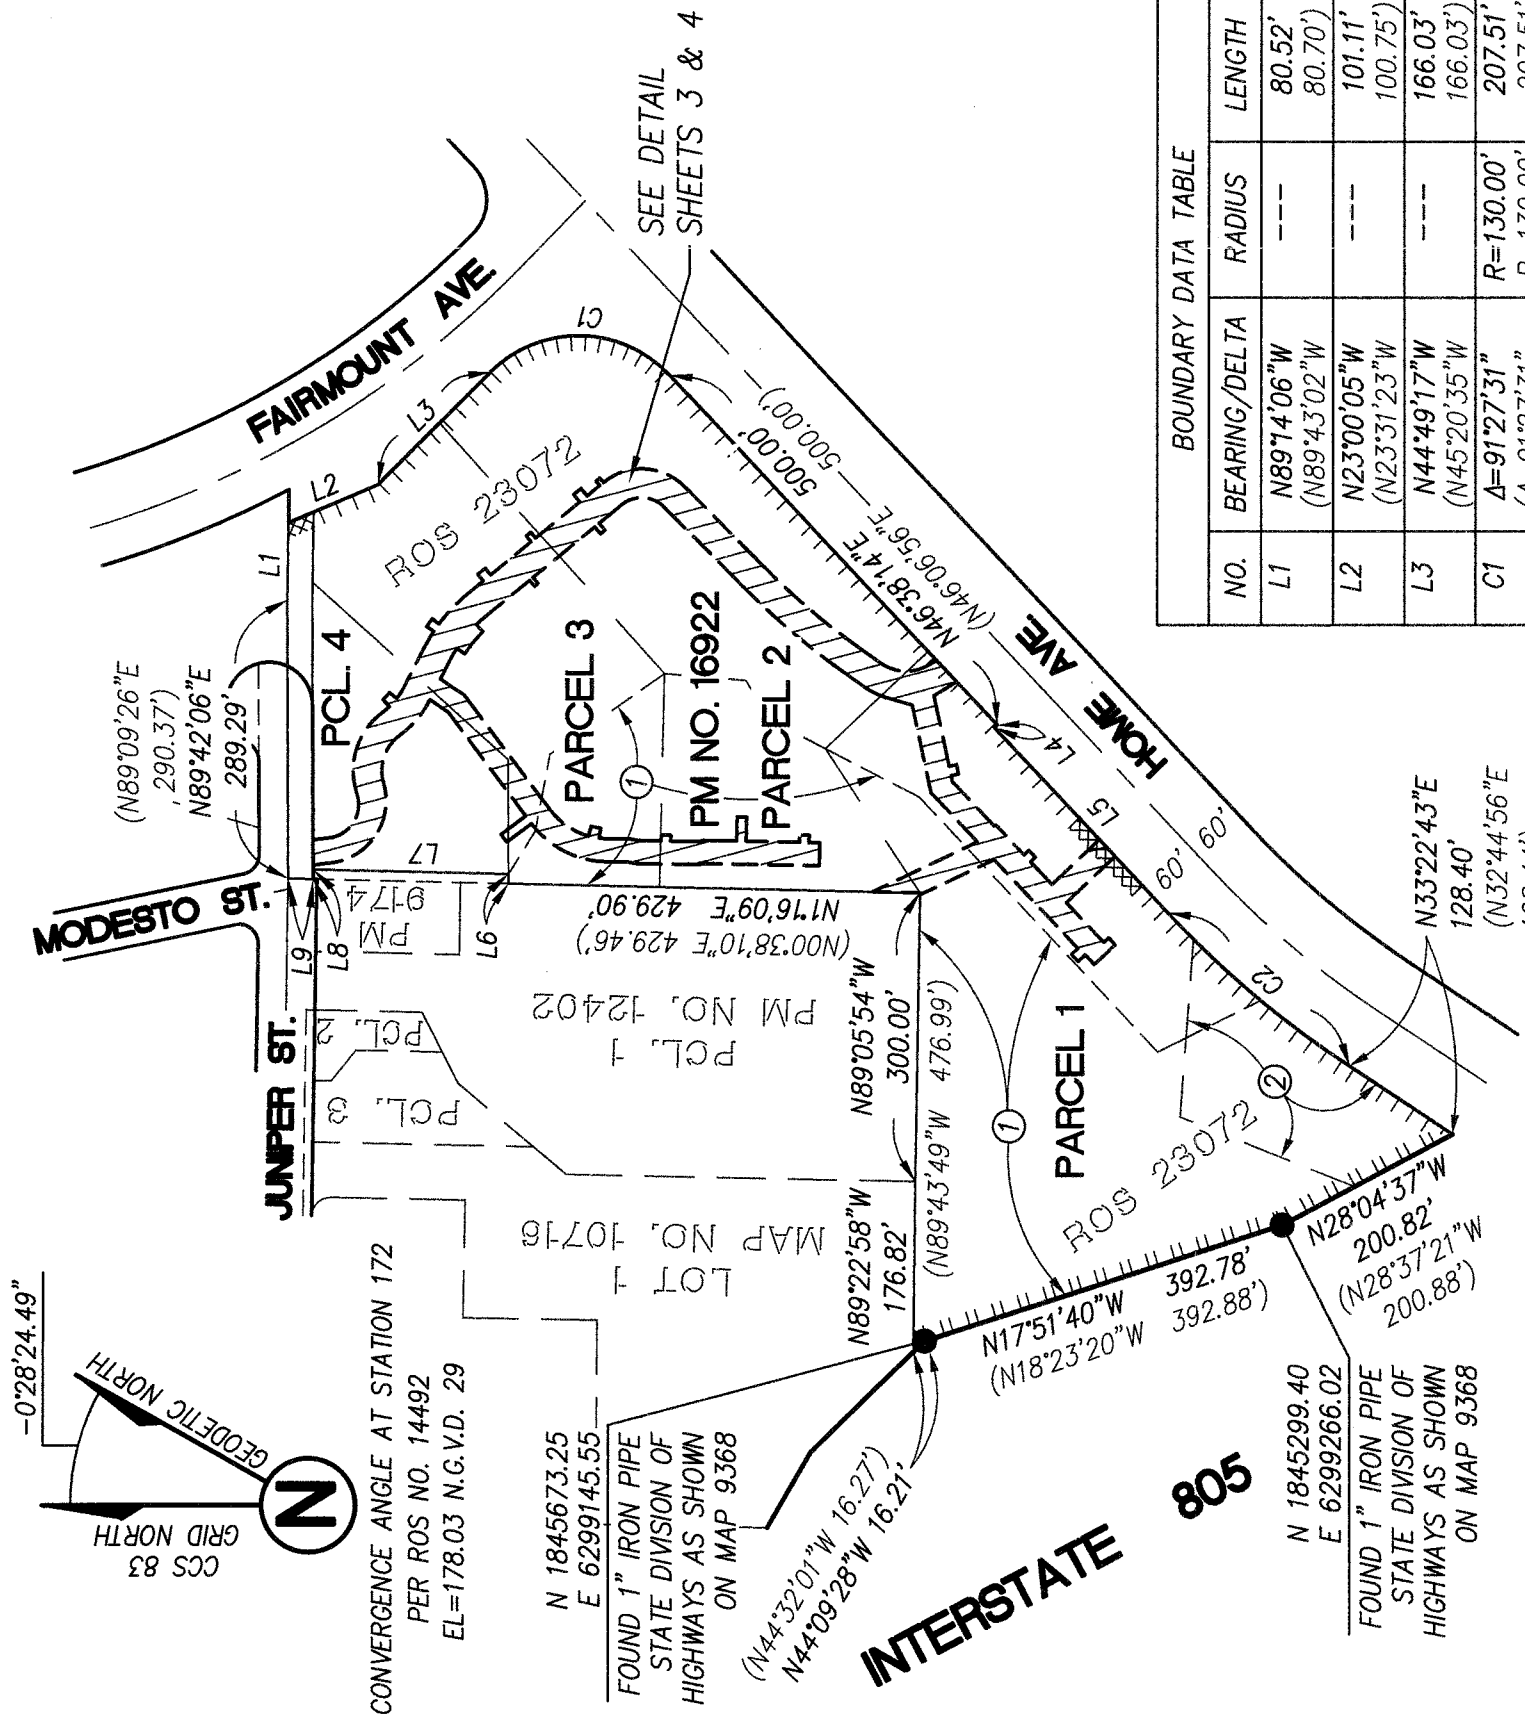 CCS 83
GRID NORTH
GEODETIC NORTH
-0°28'24.49"
N
CONVERGENCE ANGLE AT STATION 172
PER ROS NO. 14492
EL=178.03 N.G.V.D. 29
MODESTO ST.
JUNIPER ST.
FAIRMOUNT AVE.
HOME AVE.
INTERSTATE 805
(N89°09'26"E
290.37')
N89°42'06"E
289.29'
L1
L2
L3
C1
L4
L5
C2
L6
L7
L8
L9
SEE DETAIL
SHEETS 3 & 4
PCL. 4
ROS 23072
PARCEL 3
1
PM NO. 16922
PARCEL 2
PM
9174
PCL. 2
PCL. 3
PCL. 1
PM NO. 12402
LOT 1
MAP NO. 10716
N1°16'09"E 429.90'
(N00°38'10"E 429.46')
N89°05'54"W
300.00'
N89°22'58"W
176.82'
(N89°43'49"W 476.99')
500.00'
N46°38'14"E
(N46°06'56"E
500.00')
60'
60'
1
PARCEL 1
ROS 23072
2
N 1845673.25
E 6299145.55
FOUND 1" IRON PIPE
STATE DIVISION OF
HIGHWAYS AS SHOWN
ON MAP 9368
(N44°32'01"W 16.27')
N44°09'28"W 16.21'
N17°51'40"W 392.78'
(N18°23'20"W 392.88')
N28°04'37"W
200.82'
(N28°37'21"W
200.88')
N33°22'43"E
128.40'
(N32°44'56"E
N 1845299.40
E 6299266.02
FOUND 1" IRON PIPE
STATE DIVISION OF
HIGHWAYS AS SHOWN
ON MAP 9368
BOUNDARY DATA TABLE
NO. BEARING/DELTA RADIUS LENGTH
L1 N89°14'06"W --- 80.52'
(N89°43'02"W 80.70')
L2 N23°00'05"W --- 101.11'
(N23°31'23"W 100.75')
L3 N44°49'17"W --- 166.03'
(N45°20'35"W 166.03')
C1 Δ=91°27'31" R=130.00' 207.51'